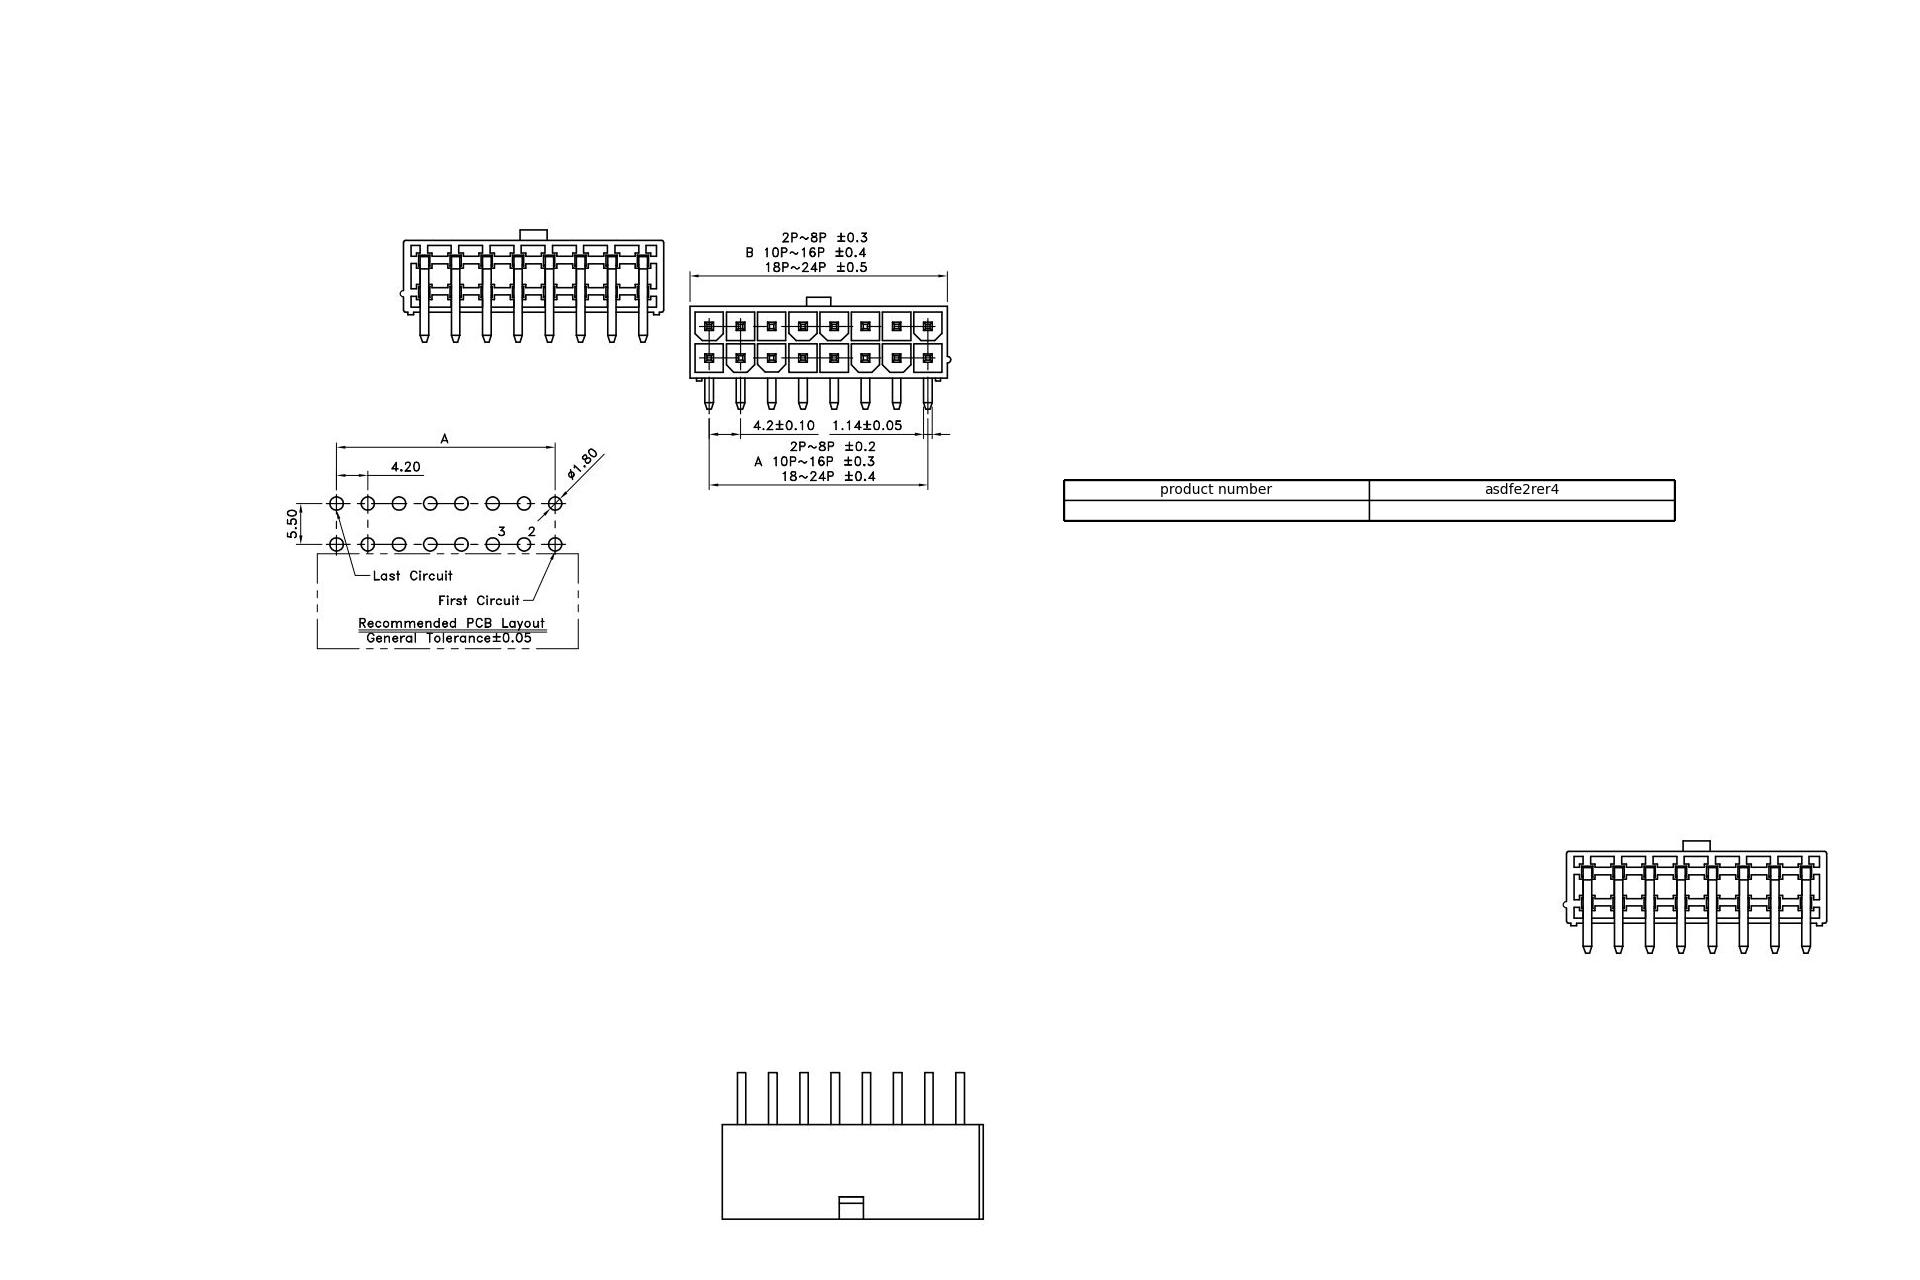 2P~8P ±0.3
B 10P~16P ±0.4
18P~24P ±0.5
4.2±0.10 1.14±0.05
2P~8P ±0.2
A 10P~16P ±0.3
18~24P ±0.4
A
4.20
ø1.80
5.50
3 2
Last Circuit
First Circuit
Recommended PCB Layout
General Tolerance±0.05
product number asdfe2rer4